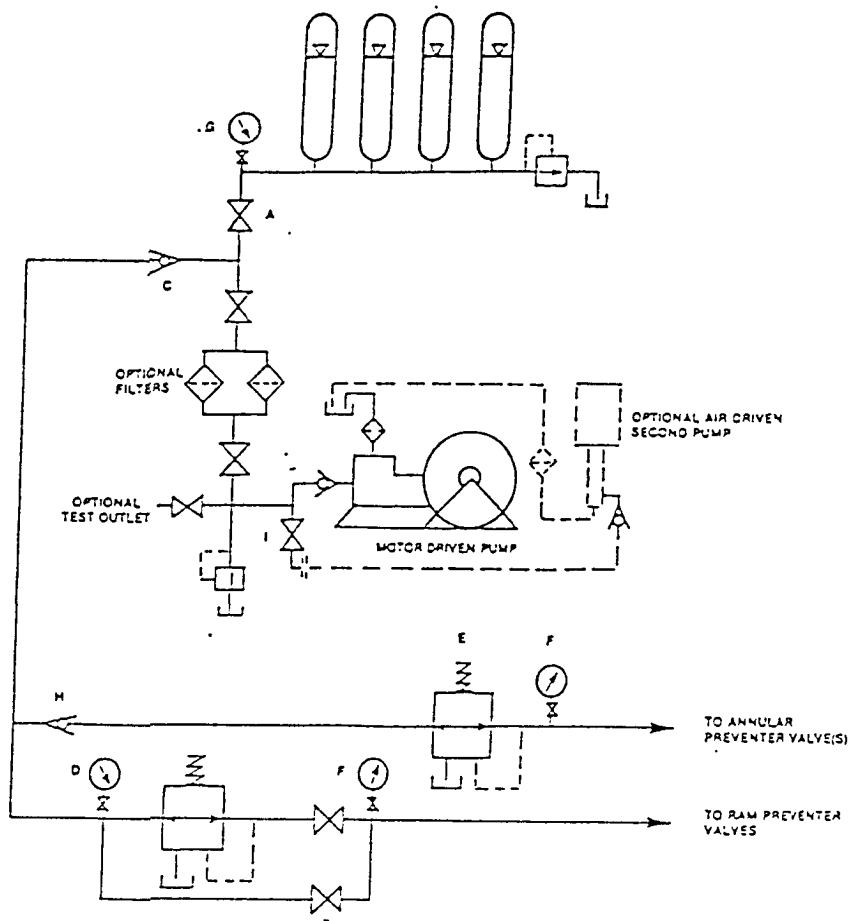 G
A
C
OPTIONAL
FILTERS
OPTIONAL AIR DRIVEN
SECOND PUMP
OPTIONAL
TEST OUTLET
I
MOTOR DRIVEN PUMP
E
F
H
TO ANNULAR
PREVENTER VALVE(S)
D
F
TO RAM PREVENTER
VALVES